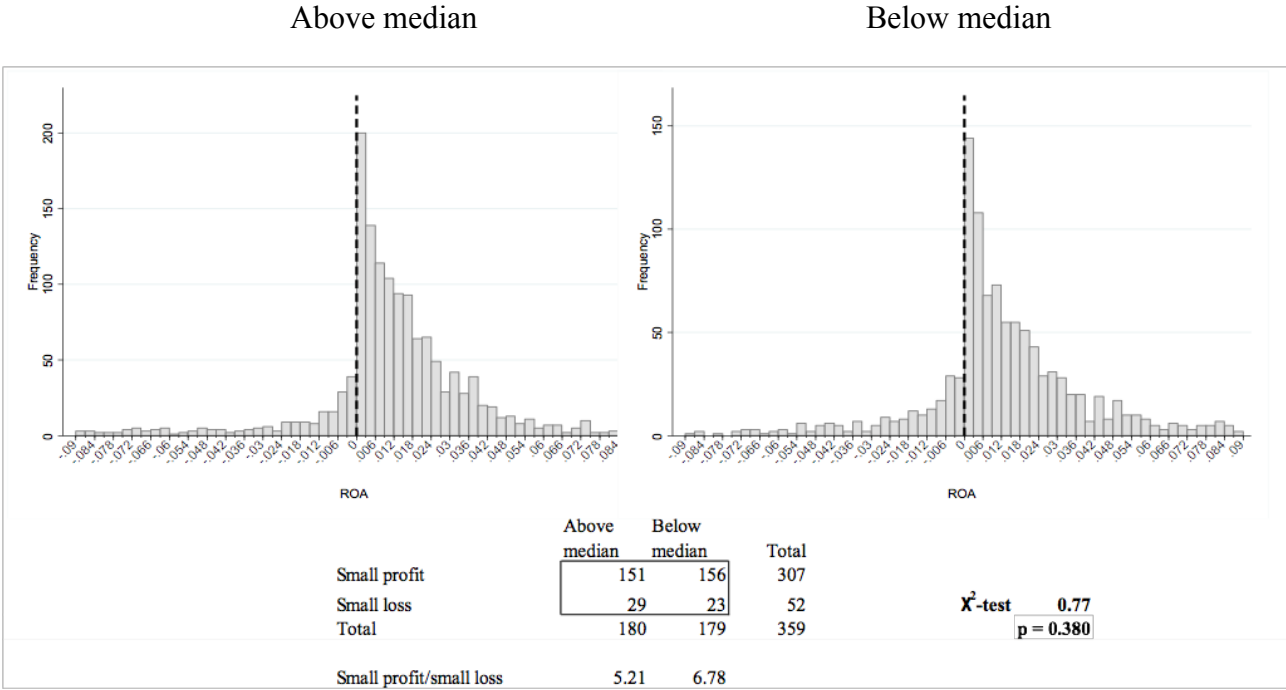 Above median
Below median
200
150
100
50
0
Frequency
-.09 -.084 -.078 -.072 -.066 -.06 -.054 -.048 -.042 -.036 -.03 -.024 -.018 -.012 -.006 0 .006 .012 .018 .024 .03 .036 .042 .048 .054 .06 .066 .072 .078 .084
ROA
150
100
50
0
Frequency
-.09 -.084 -.078 -.072 -.066 -.06 -.054 -.048 -.042 -.036 -.03 -.024 -.018 -.012 -.006 0 .006 .012 .018 .024 .03 .036 .042 .048 .054 .06 .066 .072 .078 .084 .09
ROA
Above Below
median median Total
Small profit 151 156 307
Small loss 29 23 52 X²-test 0.77
Total 180 179 359 p = 0.380
Small profit/small loss 5.21 6.78